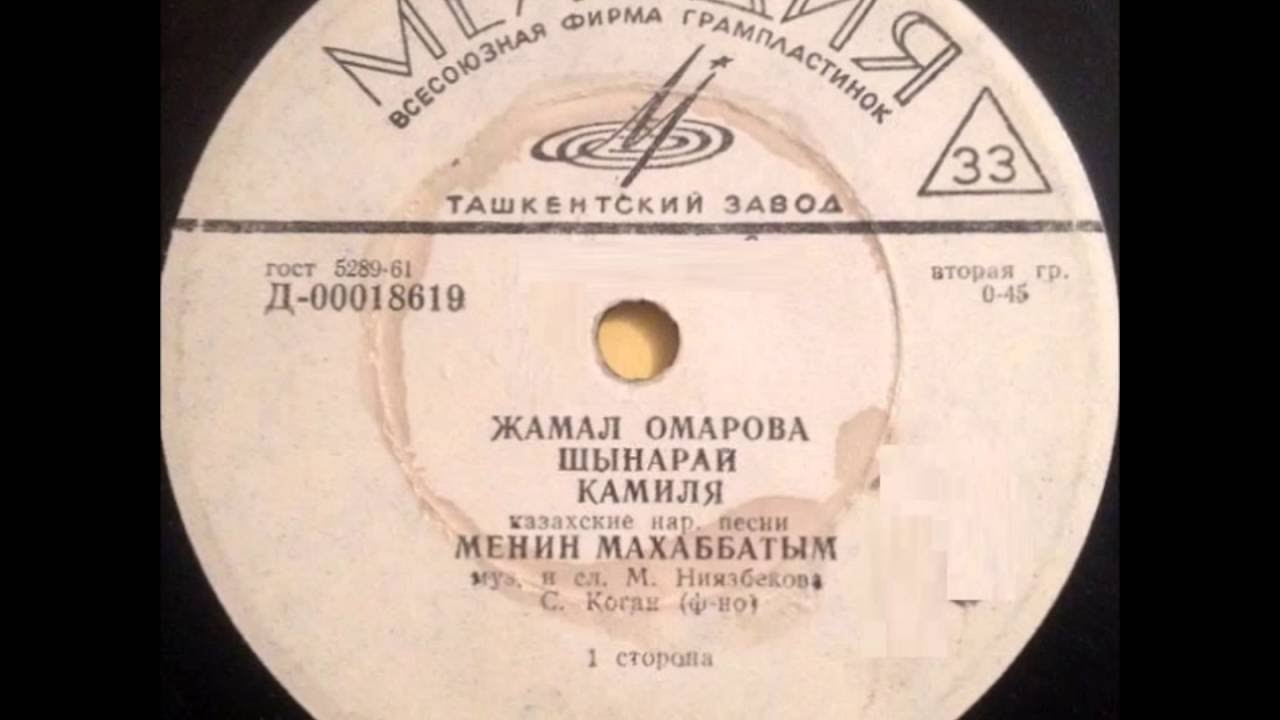 МЕЛОДИЯ
ВСЕСОЮЗНАЯ ФИРМА ГРАМПЛАСТИНОК
33
ТАШКЕНТСКИЙ ЗАВОД
гост 5289-61
Д-00018619
вторая гр.
0-45
ЖАМАЛ ОМАРОВА
ШЫНАРАЙ
КАМИЛЯ
казахские нар. песни
МЕНИН МАХАББАТЫМ
муз. и сл. М. Ниязбекова
С. Коган (ф-но)
1 сторона